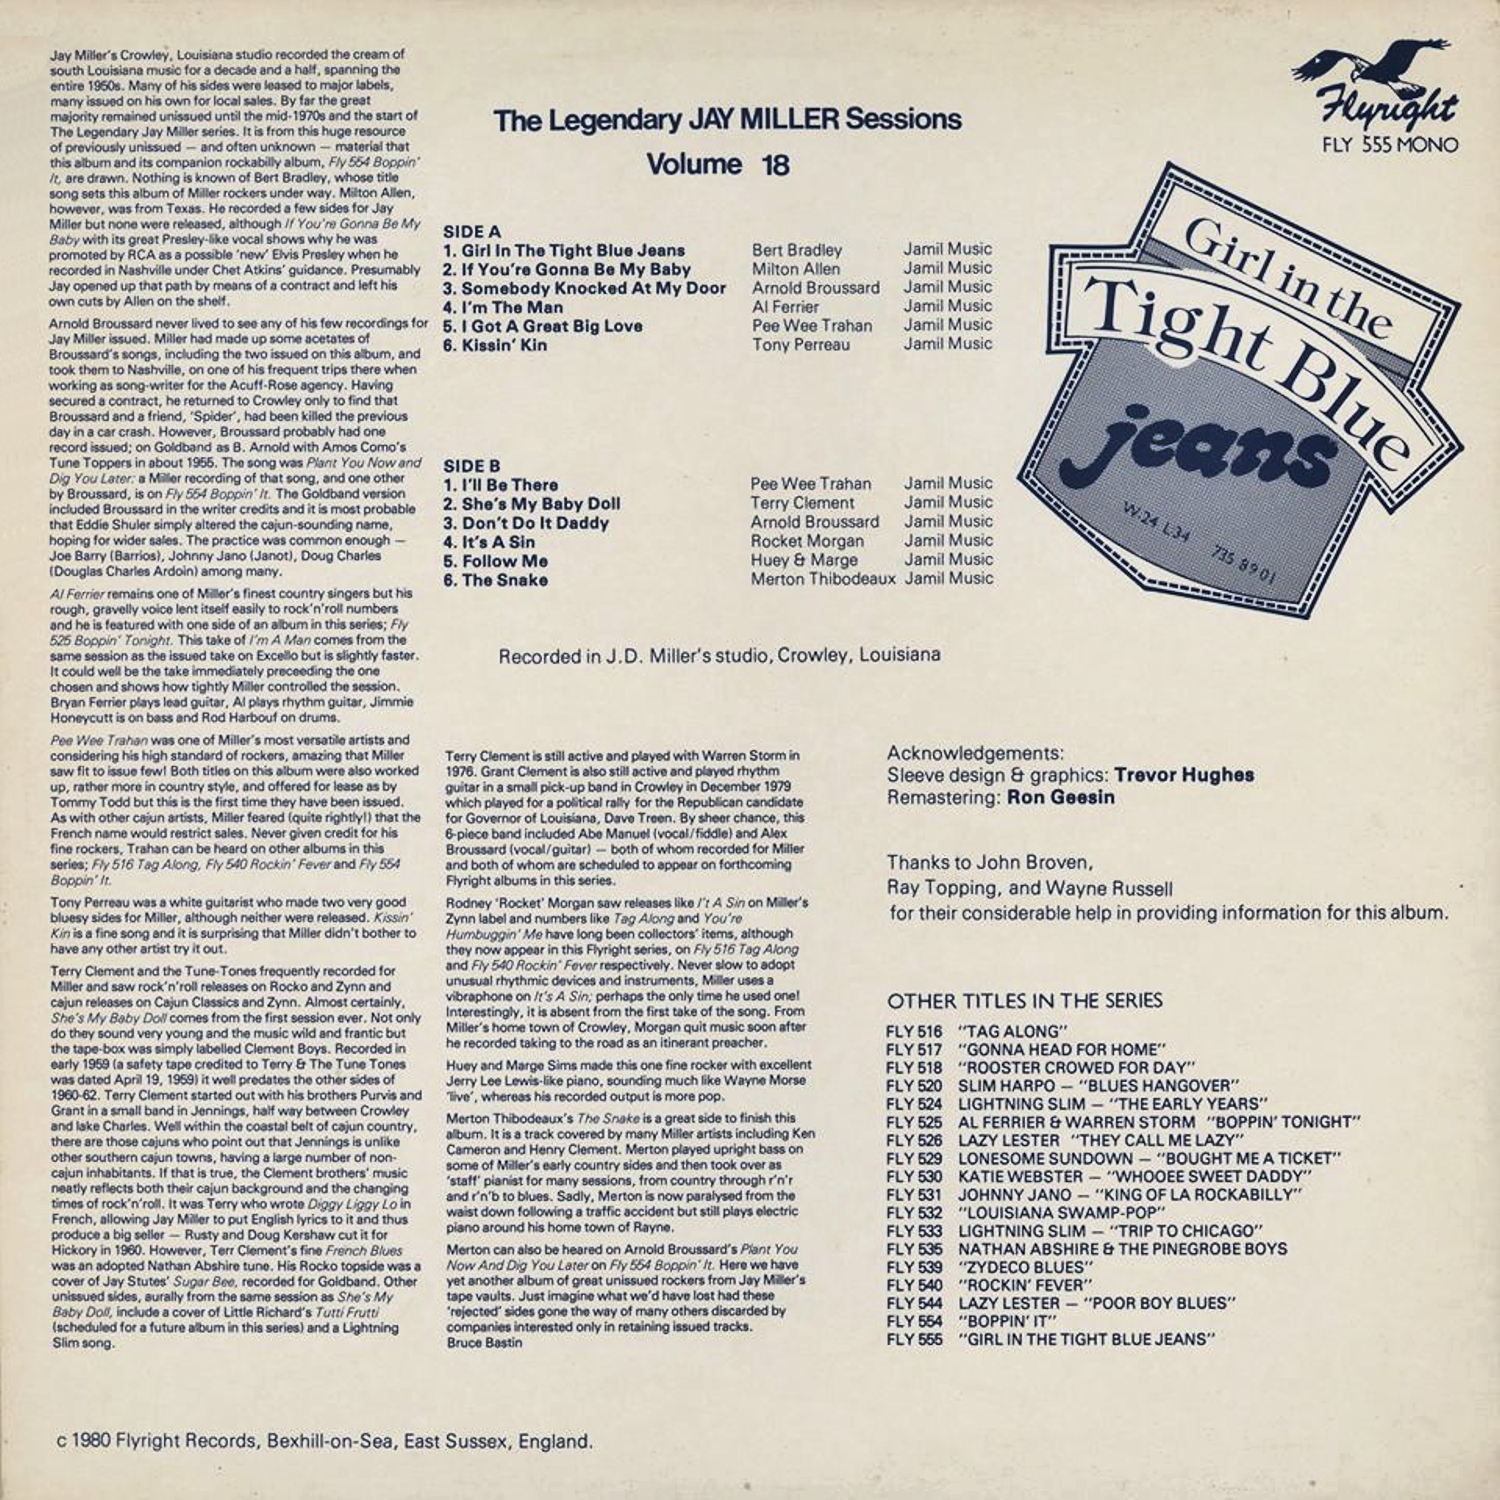 Jay Miller's Crowley, Louisiana studio recorded the cream of
south Louisiana music for a decade and a half, spanning the
entire 1950s. Many of his sides were leased to major labels,
many issued on his own for local sales. By far the great
majority remained unissued until the mid-1970s and the start of
The Legendary Jay Miller series. It is from this huge resource
of previously unissued — and often unknown — material that
this album and its companion rockabilly album, Fly 554 Boppin'
It, are drawn. Nothing is known of Bert Bradley, whose title
song sets this album of Miller rockers under way. Milton Allen,
however, was from Texas. He recorded a few sides for Jay
Miller but none were released, although If You're Gonna Be My
Baby with its great Presley-like vocal shows why he was
promoted by RCA as a possible 'new' Elvis Presley when he
recorded in Nashville under Chet Atkins' guidance. Presumably
Jay opened up that path by means of a contract and left his
own cuts by Allen on the shelf.
Arnold Broussard never lived to see any of his few recordings for
Jay Miller issued. Miller had made up some acetates of
Broussard's songs, including the two issued on this album, and
took them to Nashville, on one of his frequent trips there when
working as song-writer for the Acuff-Rose agency. Having
secured a contract, he returned to Crowley only to find that
Broussard and a friend, 'Spider', had been killed the previous
day in a car crash. However, Broussard probably had one
record issued; on Goldband as B. Arnold with Amos Como's
Tune Toppers in about 1955. The song was Plant You Now and
Dig You Later: a Miller recording of that song, and one other
by Broussard, is on Fly 554 Boppin' It. The Goldband version
included Broussard in the writer credits and it is most probable
that Eddie Shuler simply altered the cajun-sounding name,
hoping for wider sales. The practice was common enough —
Joe Barry (Barrios), Johnny Jano (Janot), Doug Charles
(Douglas Charles Ardoin) among many.
Al Ferrier remains one of Miller's finest country singers but his
rough, gravelly voice lent itself easily to rock'n'roll numbers
and he is featured with one side of an album in this series; Fly
525 Boppin' Tonight. This take of I'm A Man comes from the
same session as the issued take on Excello but is slightly faster.
It could well be the take immediately preceeding the one
chosen and shows how tightly Miller controlled the session.
Bryan Ferrier plays lead guitar, Al plays rhythm guitar, Jimmie
Honeycutt is on bass and Rod Harbouf on drums.
Pee Wee Trahan was one of Miller's most versatile artists and
considering his high standard of rockers, amazing that Miller
saw fit to issue few! Both titles on this album were also worked
up, rather more in country style, and offered for lease as by
Tommy Todd but this is the first time they have been issued.
As with other cajun artists, Miller feared (quite rightly!) that the
French name would restrict sales. Never given credit for his
fine rockers, Trahan can be heard on other albums in this
series; Fly 516 Tag Along, Fly 540 Rockin' Fever and Fly 554
Boppin' It.
Tony Perreau was a white guitarist who made two very good
bluesy sides for Miller, although neither were released. Kissin'
Kin is a fine song and it is surprising that Miller didn't bother to
have any other artist try it out.
Terry Clement and the Tune-Tones frequently recorded for
Miller and saw rock'n'roll releases on Rocko and Zynn and
cajun releases on Cajun Classics and Zynn. Almost certainly,
She's My Baby Doll comes from the first session ever. Not only
do they sound very young and the music wild and frantic but
the tape-box was simply labelled Clement Boys. Recorded in
early 1959 (a safety tape credited to Terry & The Tune Tones
was dated April 19, 1959) it well predates the other sides of
1960-62. Terry Clement started out with his brothers Purvis and
Grant in a small band in Jennings, half way between Crowley
and lake Charles. Well within the coastal belt of cajun country,
there are those cajuns who point out that Jennings is unlike
other southern cajun towns, having a large number of non-
cajun inhabitants. If that is true, the Clement brothers' music
neatly reflects both their cajun background and the changing
times of rock'n'roll. It was Terry who wrote Diggy Liggy Lo in
French, allowing Jay Miller to put English lyrics to it and thus
produce a big seller — Rusty and Doug Kershaw cut it for
Hickory in 1960. However, Terr Clement's fine French Blues
was an adopted Nathan Abshire tune. His Rocko topside was a
cover of Jay Stutes' Sugar Bee, recorded for Goldband. Other
unissued sides, aurally from the same session as She's My
Baby Doll, include a cover of Little Richard's Tutti Frutti
(scheduled for a future album in this series) and a Lightning
Slim song.
The Legendary JAY MILLER Sessions
Volume 18
SIDE A
1. Girl In The Tight Blue Jeans Bert Bradley Jamil Music
2. If You're Gonna Be My Baby Milton Allen Jamil Music
3. Somebody Knocked At My Door Arnold Broussard Jamil Music
4. I'm The Man Al Ferrier Jamil Music
5. I Got A Great Big Love Pee Wee Trahan Jamil Music
6. Kissin' Kin Tony Perreau Jamil Music
SIDE B
1. I'll Be There Pee Wee Trahan Jamil Music
2. She's My Baby Doll Terry Clement Jamil Music
3. Don't Do It Daddy Arnold Broussard Jamil Music
4. It's A Sin Rocket Morgan Jamil Music
5. Follow Me Huey & Marge Jamil Music
6. The Snake Merton Thibodeaux Jamil Music
Recorded in J.D. Miller's studio, Crowley, Louisiana
Flyright
FLY 555 MONO
Girl in the
Tight Blue
jeans
W.24 L.34 735 8901
Terry Clement is still active and played with Warren Storm in
1976. Grant Clement is also still active and played rhythm
guitar in a small pick-up band in Crowley in December 1979
which played for a political rally for the Republican candidate
for Governor of Louisiana, Dave Treen. By sheer chance, this
6-piece band included Abe Manuel (vocal/fiddle) and Alex
Broussard (vocal/guitar) — both of whom recorded for Miller
and both of whom are scheduled to appear on forthcoming
Flyright albums in this series.
Rodney 'Rocket' Morgan saw releases like I't A Sin on Miller's
Zynn label and numbers like Tag Along and You're
Humbuggin' Me have long been collectors' items, although
they now appear in this Flyright series, on Fly 516 Tag Along
and Fly 540 Rockin' Fever respectively. Never slow to adopt
unusual rhythmic devices and instruments, Miller uses a
vibraphone on It's A Sin; perhaps the only time he used one!
Interestingly, it is absent from the first take of the song. From
Miller's home town of Crowley, Morgan quit music soon after
he recorded taking to the road as an itinerant preacher.
Huey and Marge Sims made this one fine rocker with excellent
Jerry Lee Lewis-like piano, sounding much like Wayne Morse
'live', whereas his recorded output is more pop.
Merton Thibodeaux's The Snake is a great side to finish this
album. It is a track covered by many Miller artists including Ken
Cameron and Henry Clement. Merton played upright bass on
some of Miller's early country sides and then took over as
'staff' pianist for many sessions, from country through r'n'r
and r'n'b to blues. Sadly, Merton is now paralysed from the
waist down following a traffic accident but still plays electric
piano around his home town of Rayne.
Merton can also be heard on Arnold Broussard's Plant You
Now And Dig You Later on Fly 554 Boppin' It. Here we have
yet another album of great unissued rockers from Jay Miller's
tape vaults. Just imagine what we'd have lost had these
'rejected' sides gone the way of many others discarded by
companies interested only in retaining issued tracks.
Bruce Bastin
Acknowledgements:
Sleeve design & graphics: Trevor Hughes
Remastering: Ron Geesin
Thanks to John Broven,
Ray Topping, and Wayne Russell
for their considerable help in providing information for this album.
OTHER TITLES IN THE SERIES
FLY 516 "TAG ALONG"
FLY 517 "GONNA HEAD FOR HOME"
FLY 518 "ROOSTER CROWED FOR DAY"
FLY 520 SLIM HARPO — "BLUES HANGOVER"
FLY 524 LIGHTNING SLIM — "THE EARLY YEARS"
FLY 525 AL FERRIER & WARREN STORM "BOPPIN' TONIGHT"
FLY 526 LAZY LESTER "THEY CALL ME LAZY"
FLY 529 LONESOME SUNDOWN — "BOUGHT ME A TICKET"
FLY 530 KATIE WEBSTER — "WHOOEE SWEET DADDY"
FLY 531 JOHNNY JANO — "KING OF LA ROCKABILLY"
FLY 532 "LOUISIANA SWAMP-POP"
FLY 533 LIGHTNING SLIM — "TRIP TO CHICAGO"
FLY 535 NATHAN ABSHIRE & THE PINEGROBE BOYS
FLY 539 "ZYDECO BLUES"
FLY 540 "ROCKIN' FEVER"
FLY 544 LAZY LESTER — "POOR BOY BLUES"
FLY 554 "BOPPIN' IT"
FLY 555 "GIRL IN THE TIGHT BLUE JEANS"
c 1980 Flyright Records, Bexhill-on-Sea, East Sussex, England.